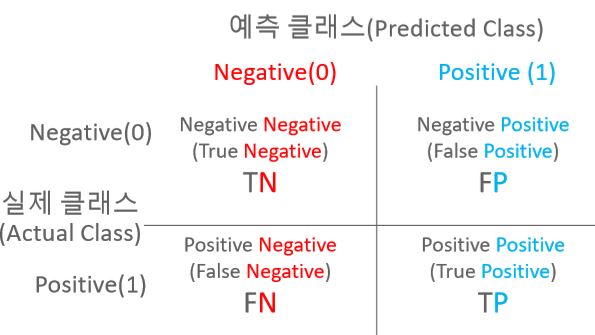 예측 클래스(Predicted Class)
Negative(0)
Positive (1)
Negative(0)
Negative Negative
(True Negative)
TN
Negative Positive
(False Positive)
FP
실제 클래스
(Actual Class)
Positive(1)
Positive Negative
(False Negative)
FN
Positive Positive
(True Positive)
TP